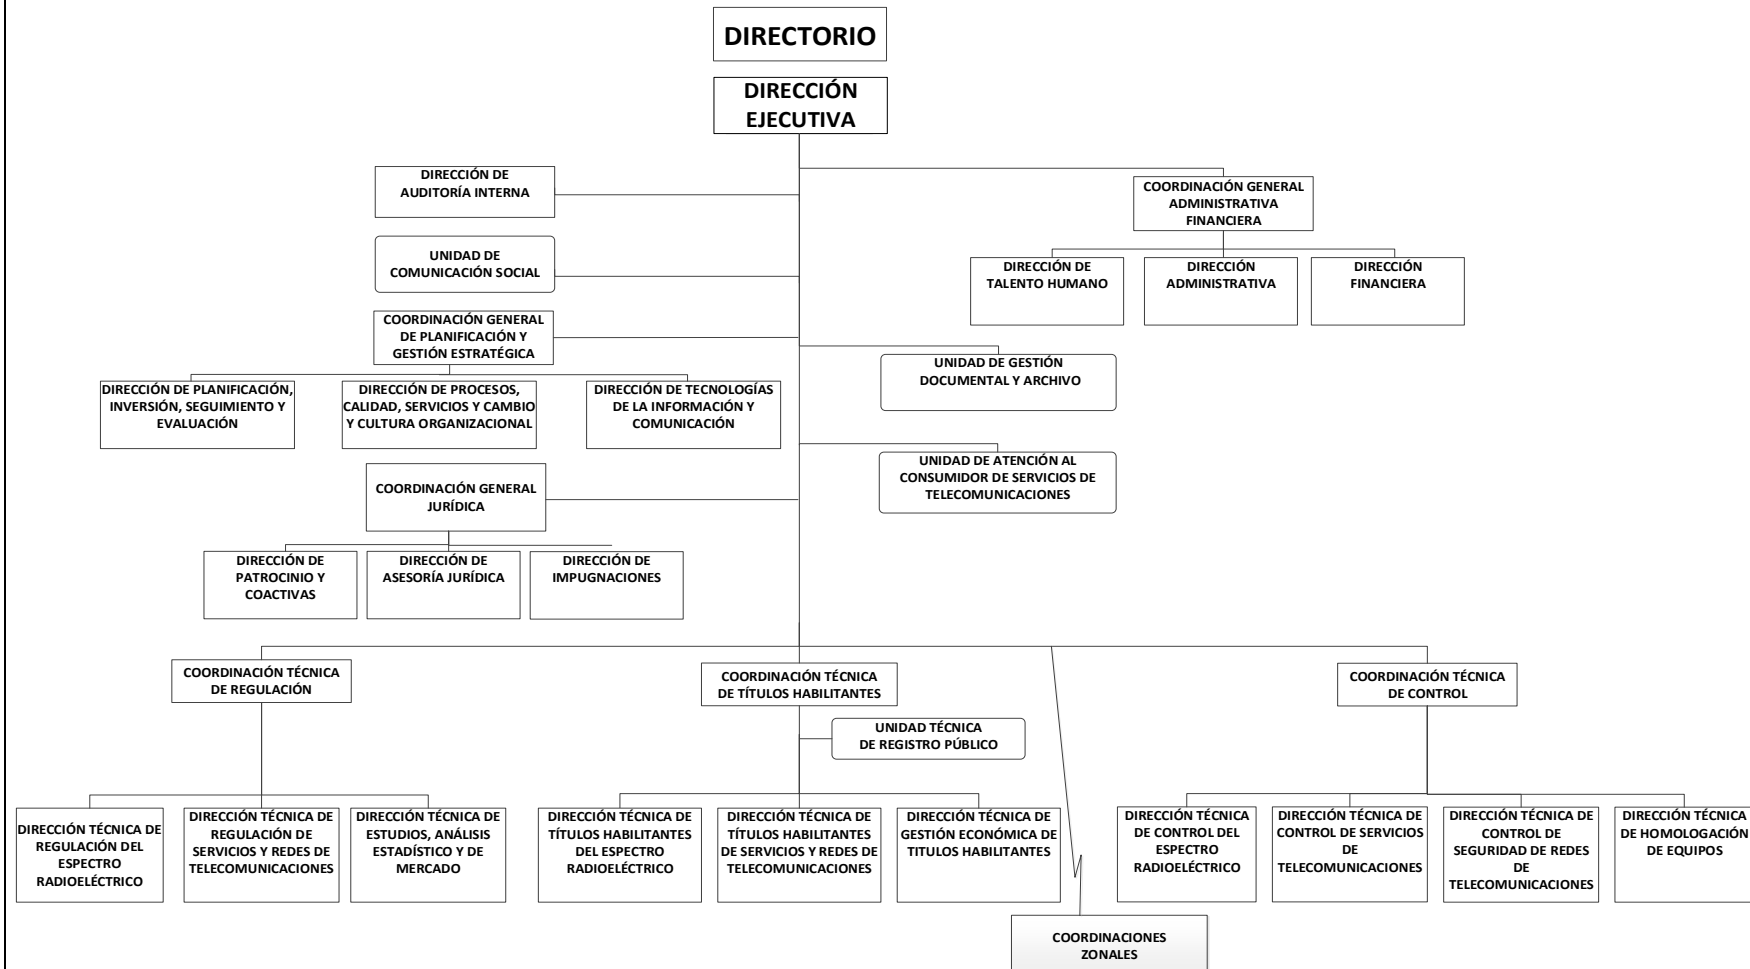 DIRECTORIO
DIRECCIÓN
EJECUTIVA
DIRECCIÓN DE
AUDITORÍA INTERNA
COORDINACIÓN GENERAL
ADMINISTRATIVA
FINANCIERA
UNIDAD DE
COMUNICACIÓN SOCIAL
DIRECCIÓN DE
TALENTO HUMANO
DIRECCIÓN
ADMINISTRATIVA
DIRECCIÓN
FINANCIERA
COORDINACIÓN GENERAL
DE PLANIFICACIÓN Y
GESTIÓN ESTRATÉGICA
UNIDAD DE GESTIÓN
DOCUMENTAL Y ARCHIVO
DIRECCIÓN DE PLANIFICACIÓN,
INVERSIÓN, SEGUIMIENTO Y
EVALUACIÓN
DIRECCIÓN DE PROCESOS,
CALIDAD, SERVICIOS Y CAMBIO
Y CULTURA ORGANIZACIONAL
DIRECCIÓN DE TECNOLOGÍAS
DE LA INFORMACIÓN Y
COMUNICACIÓN
UNIDAD DE ATENCIÓN AL
CONSUMIDOR DE SERVICIOS DE
TELECOMUNICACIONES
COORDINACIÓN GENERAL
JURÍDICA
DIRECCIÓN DE
PATROCINIO Y
COACTIVAS
DIRECCIÓN DE
ASESORÍA JURÍDICA
DIRECCIÓN DE
IMPUGNACIONES
COORDINACIÓN TÉCNICA
DE REGULACIÓN
COORDINACIÓN TÉCNICA
DE TÍTULOS HABILITANTES
COORDINACIÓN TÉCNICA
DE CONTROL
UNIDAD TÉCNICA
DE REGISTRO PÚBLICO
DIRECCIÓN TÉCNICA DE
REGULACIÓN DEL
ESPECTRO
RADIOELÉCTRICO
DIRECCIÓN TÉCNICA DE
REGULACIÓN DE
SERVICIOS Y REDES DE
TELECOMUNICACIONES
DIRECCIÓN TÉCNICA DE
ESTUDIOS, ANÁLISIS
ESTADÍSTICO Y DE
MERCADO
DIRECCIÓN TÉCNICA DE
TÍTULOS HABILITANTES
DEL ESPECTRO
RADIOELÉCTRICO
DIRECCIÓN TÉCNICA DE
TÍTULOS HABILITANTES
DE SERVICIOS Y REDES DE
TELECOMUNICACIONES
DIRECCIÓN TÉCNICA DE
GESTIÓN ECONÓMICA DE
TITULOS HABILITANTES
DIRECCIÓN TÉCNICA
DE CONTROL DEL
ESPECTRO
RADIOELÉCTRICO
DIRECCIÓN TÉCNICA DE
CONTROL DE SERVICIOS
DE
TELECOMUNICACIONES
DIRECCIÓN TÉCNICA DE
CONTROL DE
SEGURIDAD DE REDES
DE
TELECOMUNICACIONES
DIRECCIÓN TÉCNICA
DE HOMOLOGACIÓN
DE EQUIPOS
COORDINACIONES
ZONALES